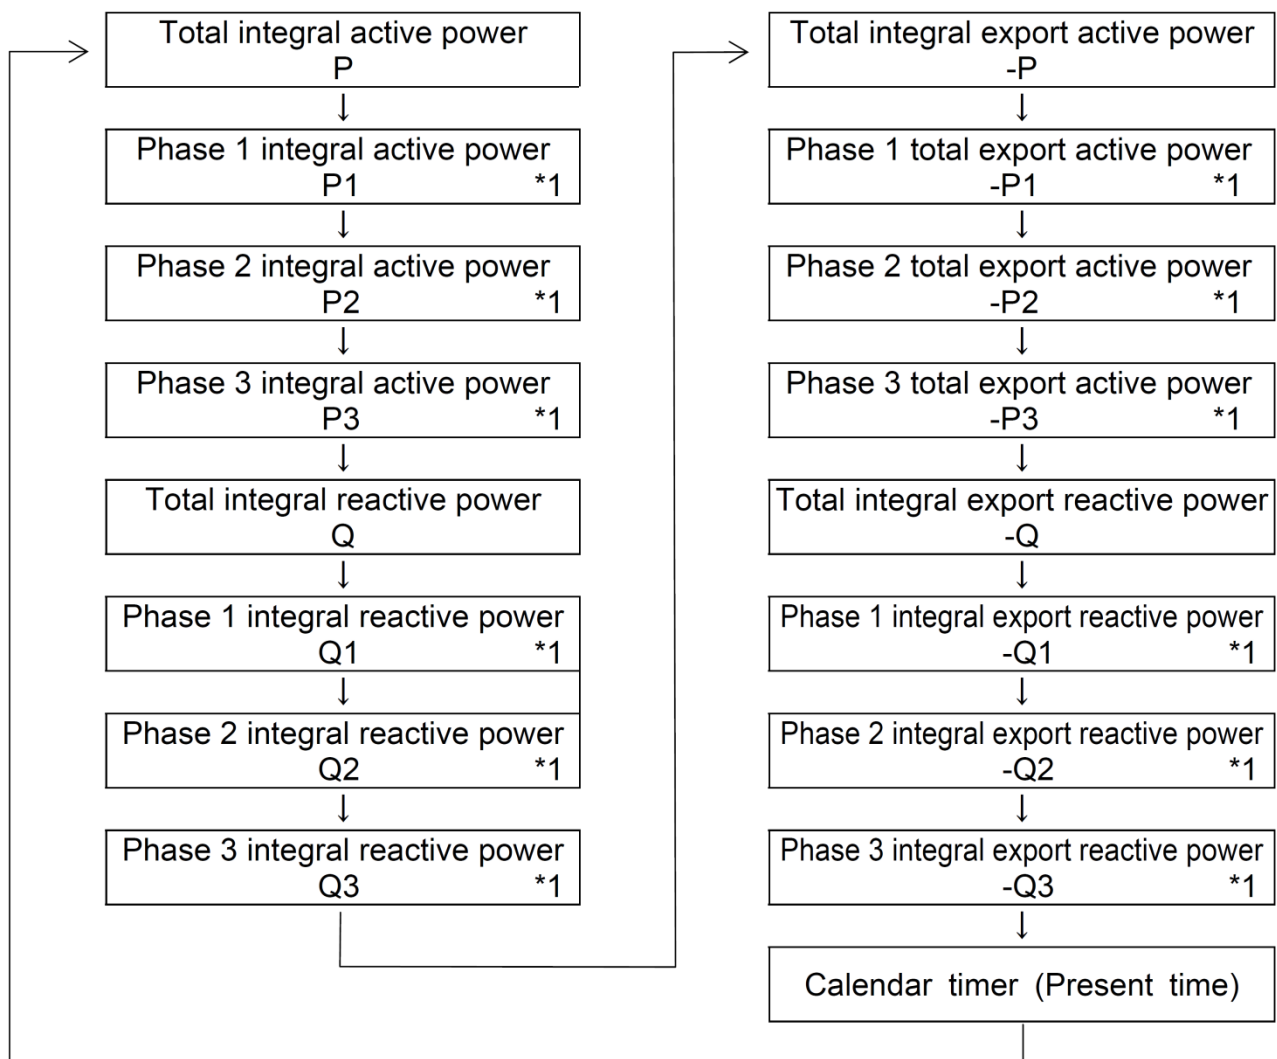 Total integral active power
P
Phase 1 integral active power
P1 *1
Phase 2 integral active power
P2 *1
Phase 3 integral active power
P3 *1
Total integral reactive power
Q
Phase 1 integral reactive power
Q1 *1
Phase 2 integral reactive power
Q2 *1
Phase 3 integral reactive power
Q3 *1
Total integral export active power
-P
Phase 1 total export active power
-P1 *1
Phase 2 total export active power
-P2 *1
Phase 3 total export active power
-P3 *1
Total integral export reactive power
-Q
Phase 1 integral export reactive power
-Q1 *1
Phase 2 integral export reactive power
-Q2 *1
Phase 3 integral export reactive power
-Q3 *1
Calendar timer (Present time)